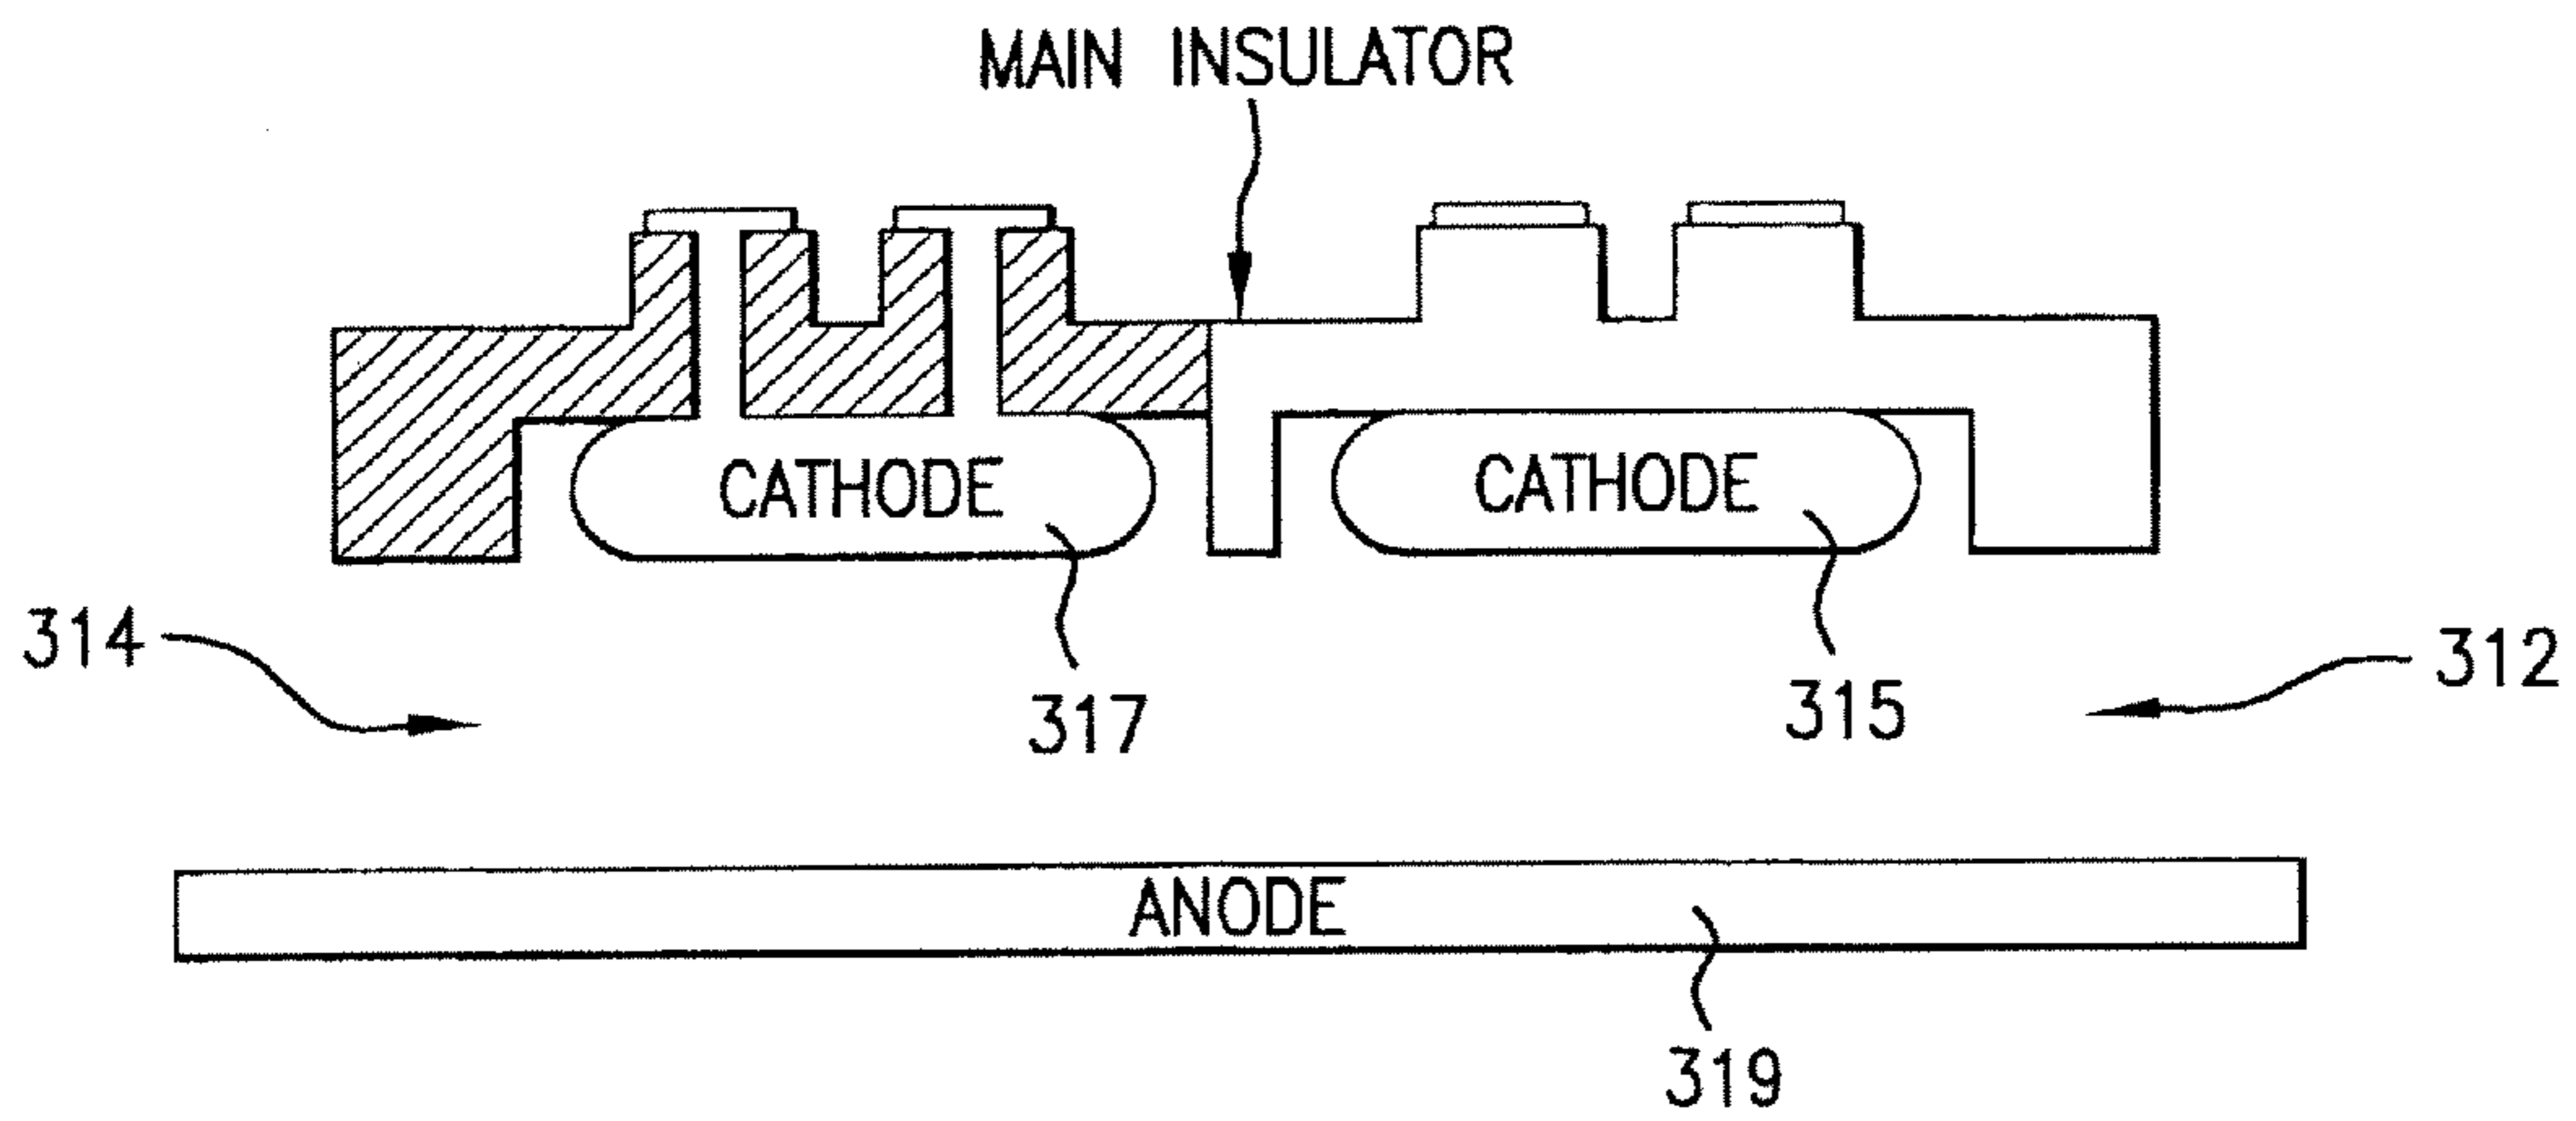 MAIN INSULATOR
CATHODE
CATHODE
314
317
315
312
ANODE
319